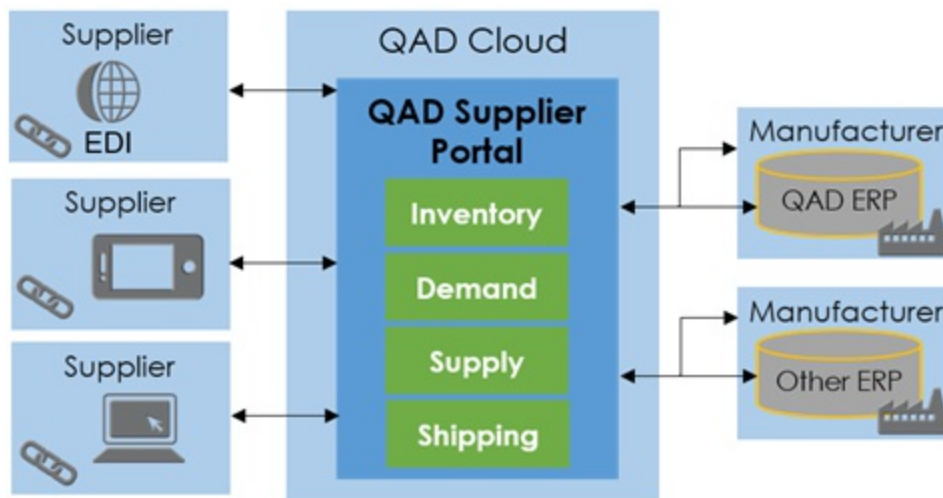 Supplier
EDI
Supplier
Supplier
QAD Cloud
QAD Supplier
Portal
Inventory
Demand
Supply
Shipping
Manufacturer
QAD ERP
Manufacturer
Other ERP